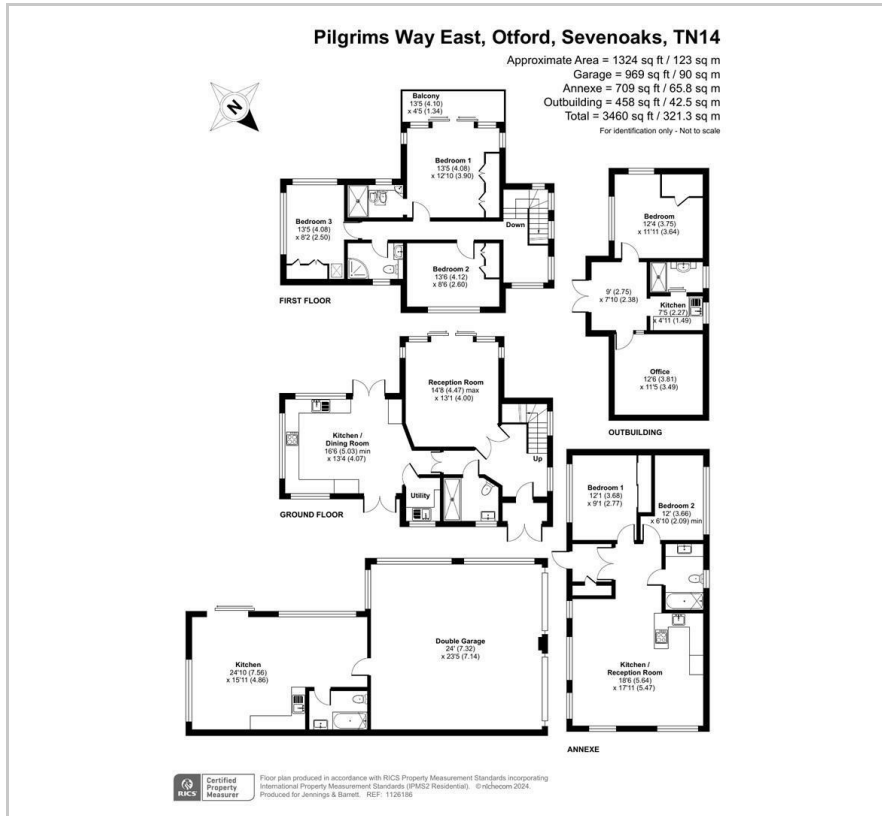 Pilgrims Way East, Otford, Sevenoaks, TN14
Approximate Area = 1324 sq ft / 123 sq m
Garage = 969 sq ft / 90 sq m
Annexe = 709 sq ft / 65.8 sq m
Outbuilding = 458 sq ft / 42.5 sq m
Total = 3460 sq ft / 321.3 sq m
For identification only - Not to scale
N
Balcony
13'5 (4.10)
x 4'5 (1.34)
Bedroom 1
13'5 (4.08)
x 12'10 (3.90)
Bedroom 3
13'5 (4.08)
x 8'2 (2.50)
Down
Bedroom 2
13'6 (4.12)
x 8'6 (2.60)
FIRST FLOOR
Bedroom
12'4 (3.75)
x 11'11 (3.64)
9' (2.75)
x 7'10 (2.38)
Kitchen
7'5 (2.27)
x 4'11 (1.49)
Office
12'6 (3.81)
x 11'5 (3.49)
OUTBUILDING
Reception Room
14'8 (4.47) max
x 13'1 (4.00)
Kitchen /
Dining Room
16'6 (5.03) min
x 13'4 (4.07)
Up
Utility
GROUND FLOOR
Bedroom 1
12'1 (3.68)
x 9'1 (2.77)
Bedroom 2
12' (3.66)
x 6'10 (2.09) min
Kitchen /
Reception Room
18'6 (5.64)
x 17'11 (5.47)
ANNEXE
Double Garage
24' (7.32)
x 23'5 (7.14)
Kitchen
24'10 (7.56)
x 15'11 (4.86)
RICS
Certified
Property
Measurer
Floor plan produced in accordance with RICS Property Measurement Standards incorporating
International Property Measurement Standards (IPMS2 Residential). © nichecom 2024.
Produced for Jennings & Barrett. REF: 1126186